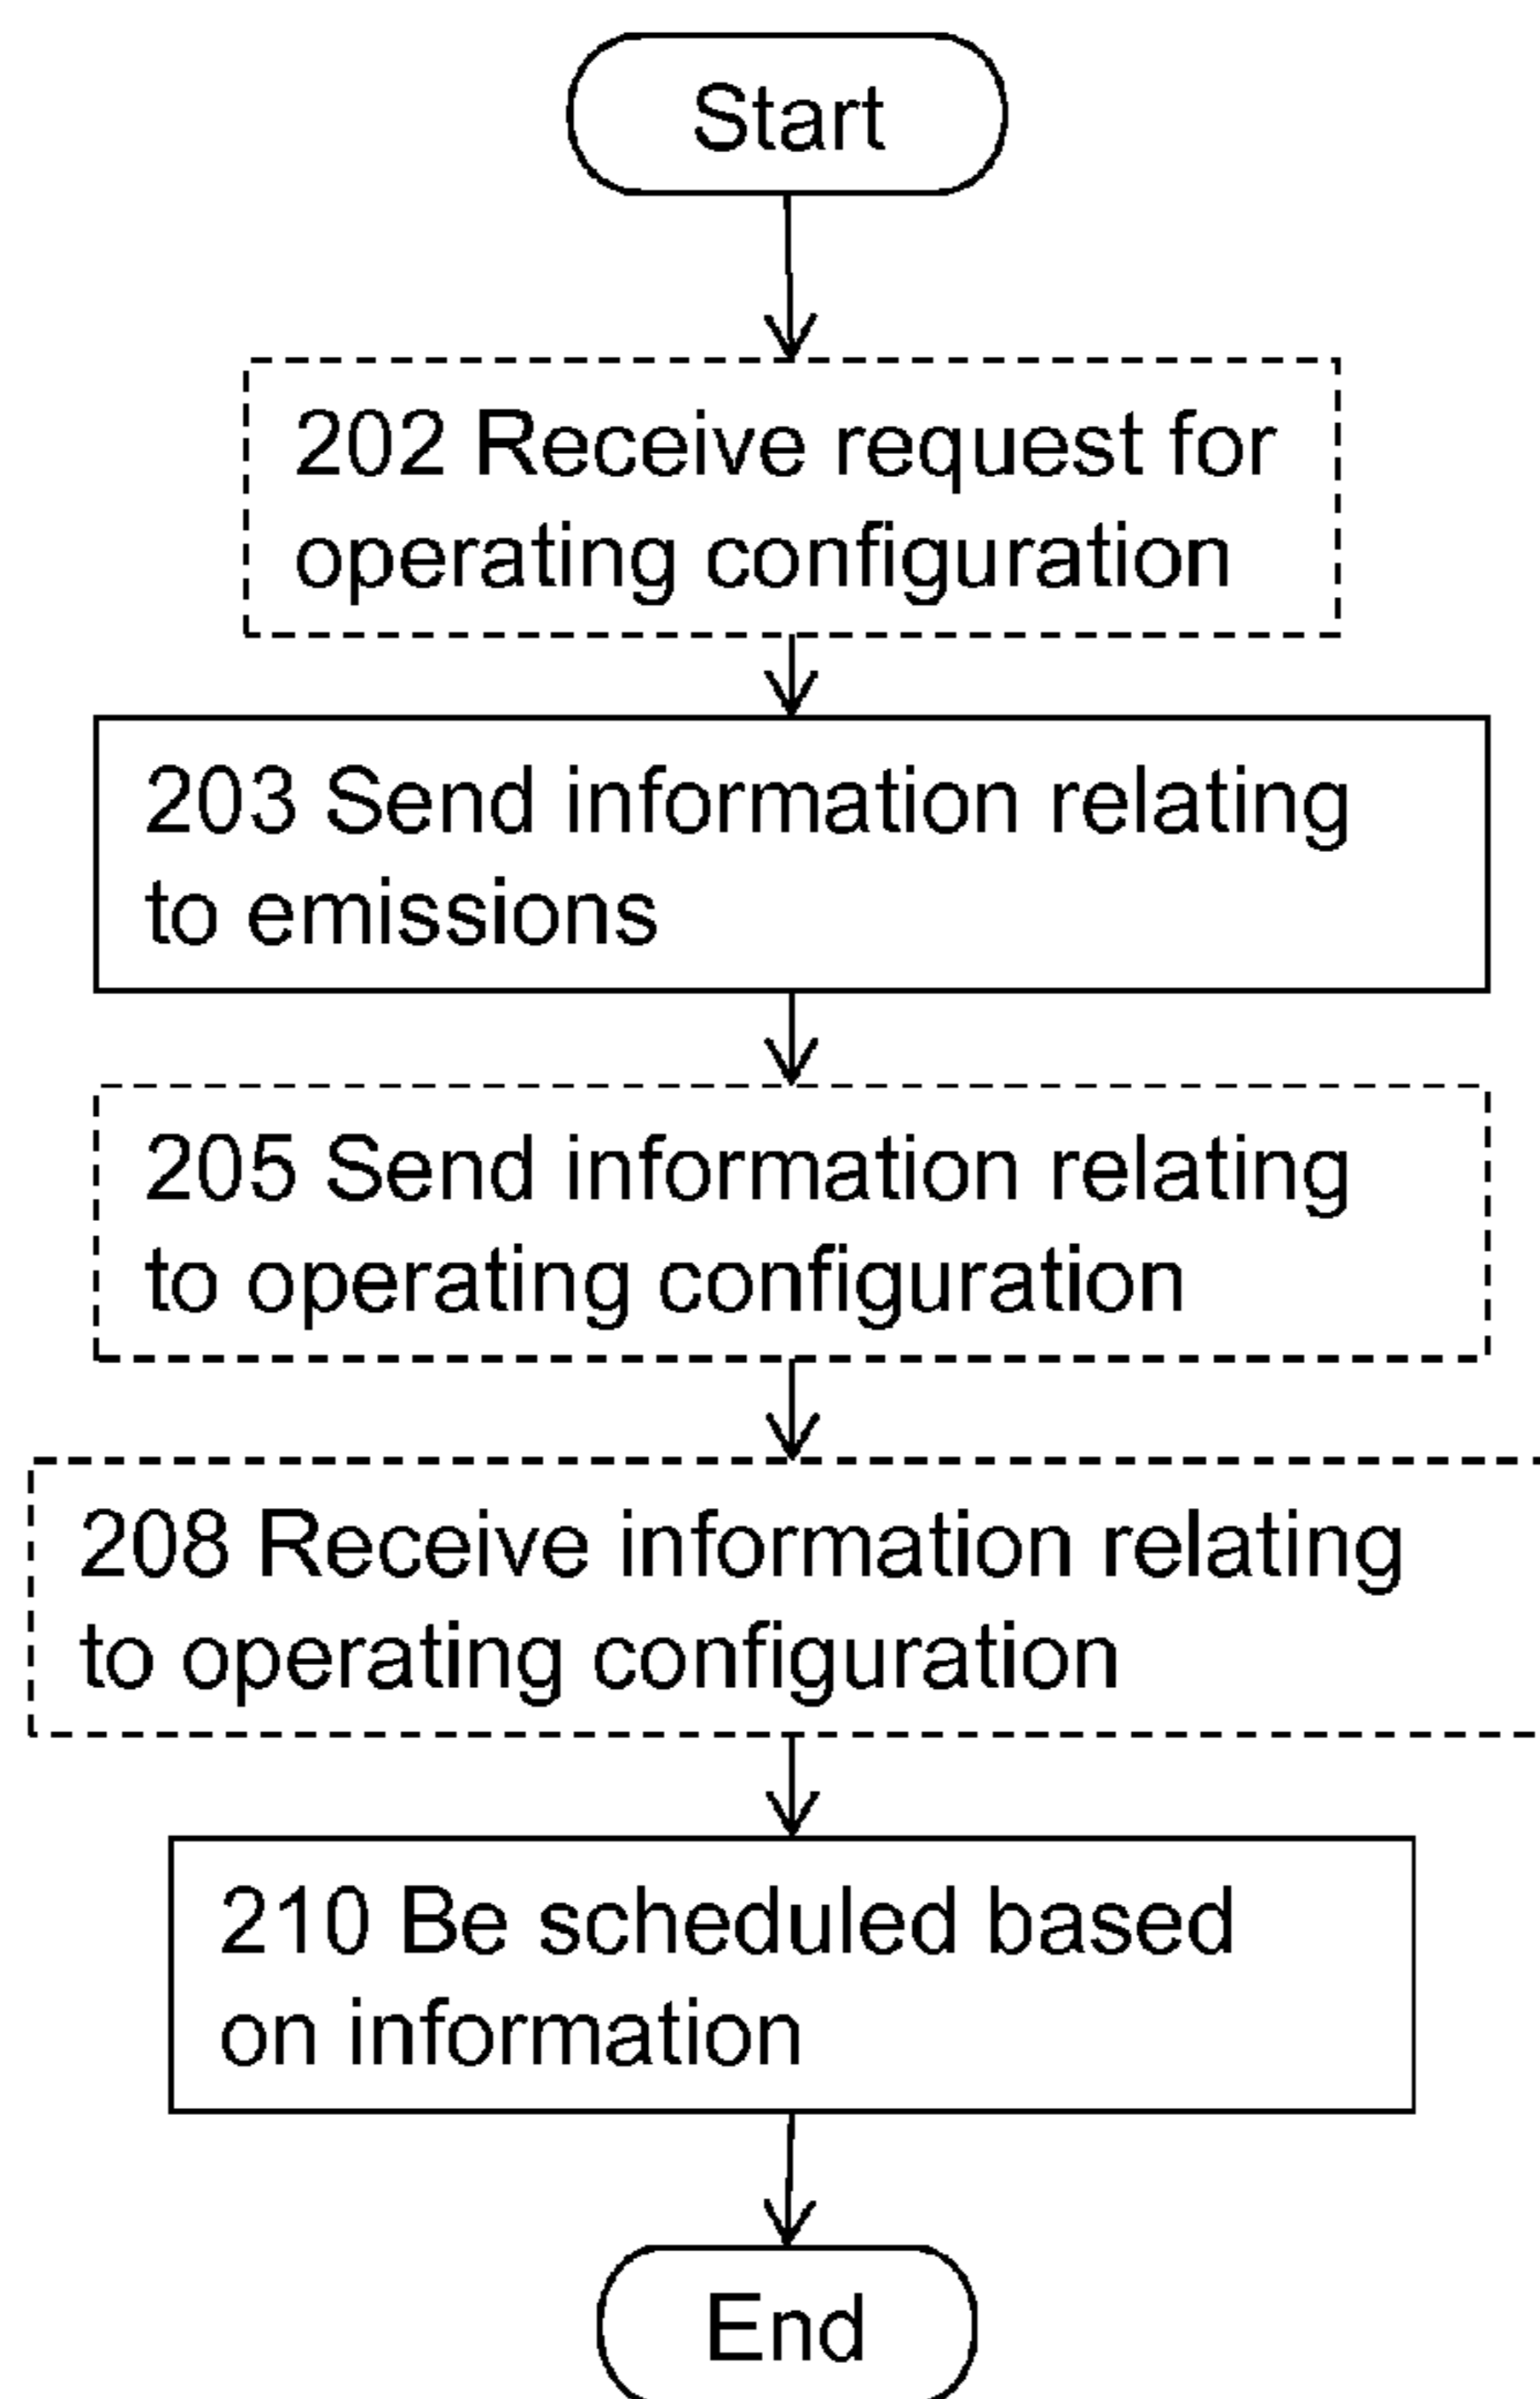 Start
202 Receive request for
operating configuration
203 Send information relating
to emissions
205 Send information relating
to operating configuration
208 Receive information relating
to operating configuration
210 Be scheduled based
on information
End